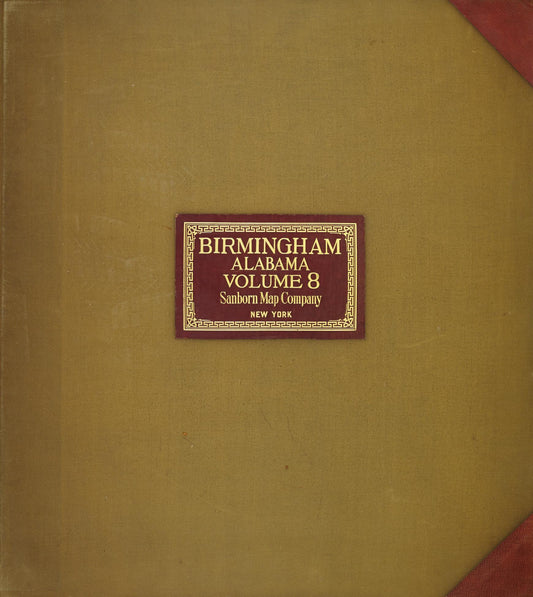 BIRMINGHAM
ALABAMA
VOLUME 8
Sanborn Map Company
NEW YORK